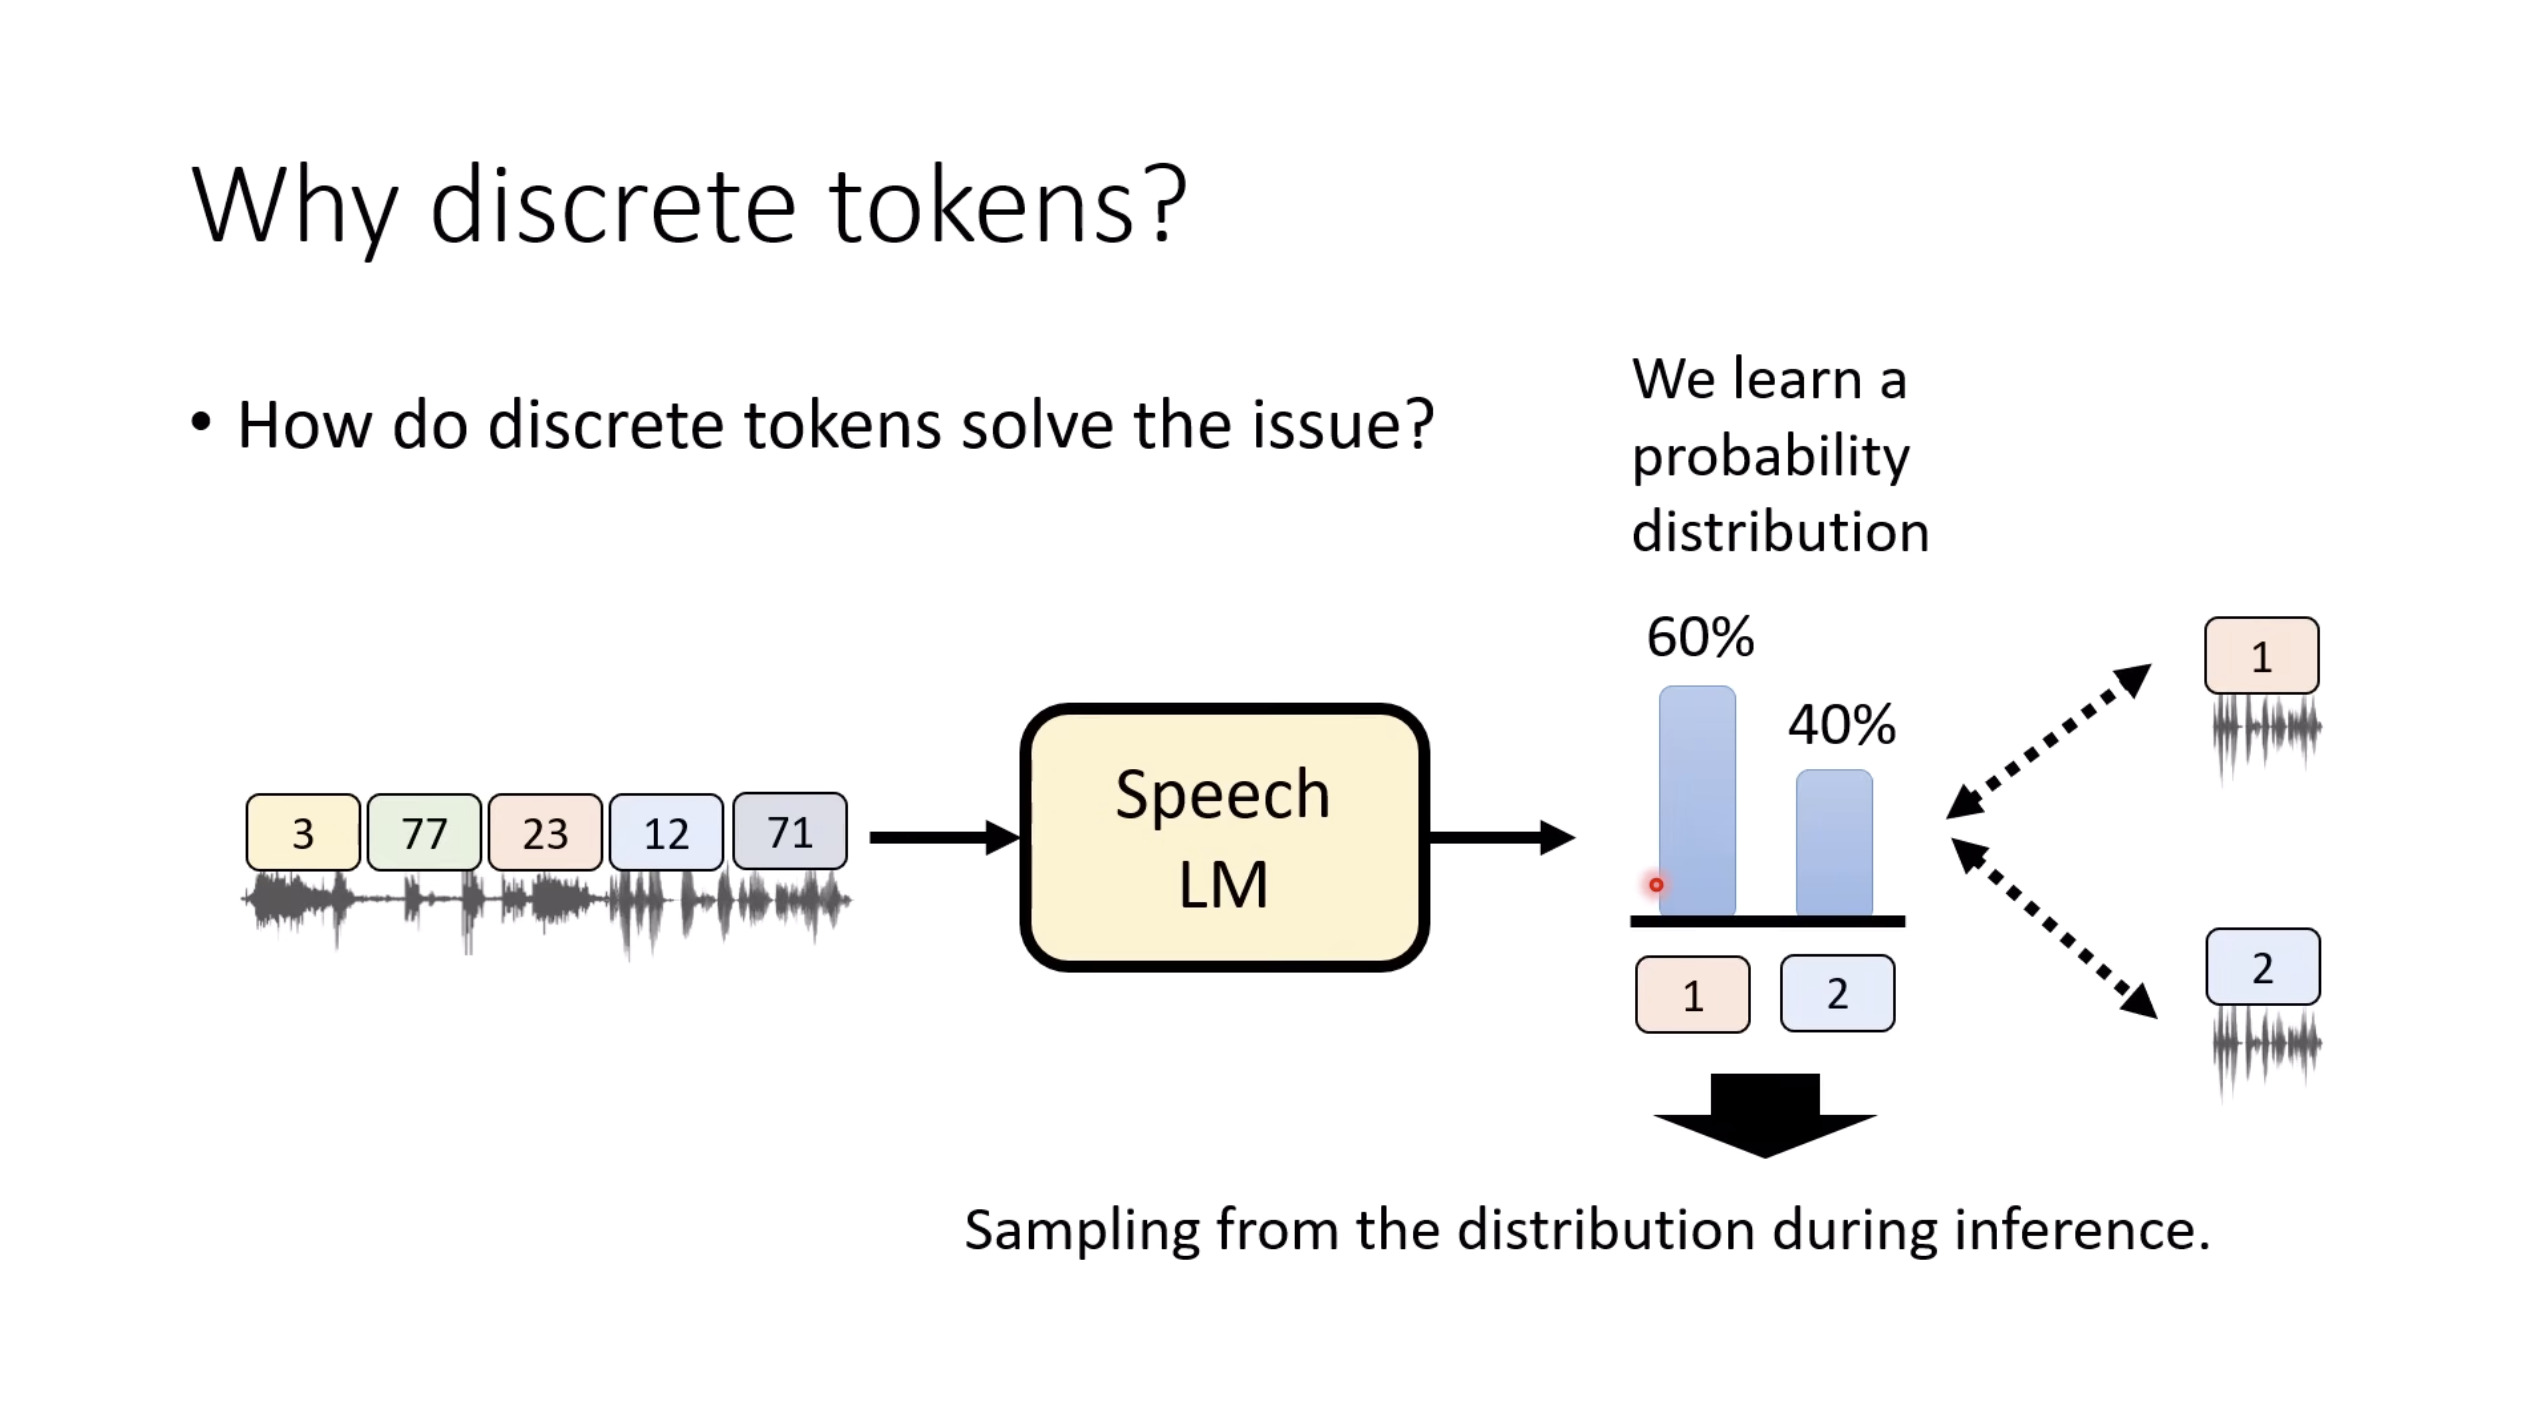 Why discrete tokens?
• How do discrete tokens solve the issue?
We learn a
probability
distribution
60%
40%
1
3 77 23 12 71
Speech
LM
1 2
2
Sampling from the distribution during inference.